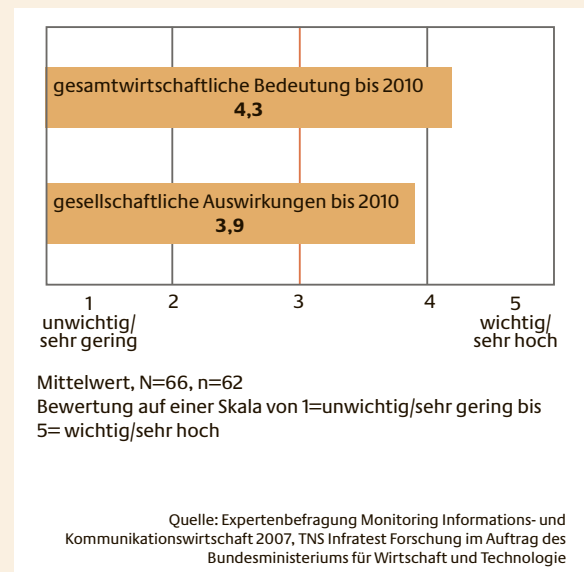 gesamtwirtschaftliche Bedeutung bis 2010
4,3
gesellschaftliche Auswirkungen bis 2010
3,9
1 2 3 4 5
unwichtig/ wichtig/
sehr gering sehr hoch
Mittelwert, N=66, n=62
Bewertung auf einer Skala von 1=unwichtig/sehr gering bis
5= wichtig/sehr hoch
Quelle: Expertenbefragung Monitoring Informations- und
Kommunikationswirtschaft 2007, TNS Infratest Forschung im Auftrag des
Bundesministeriums für Wirtschaft und Technologie